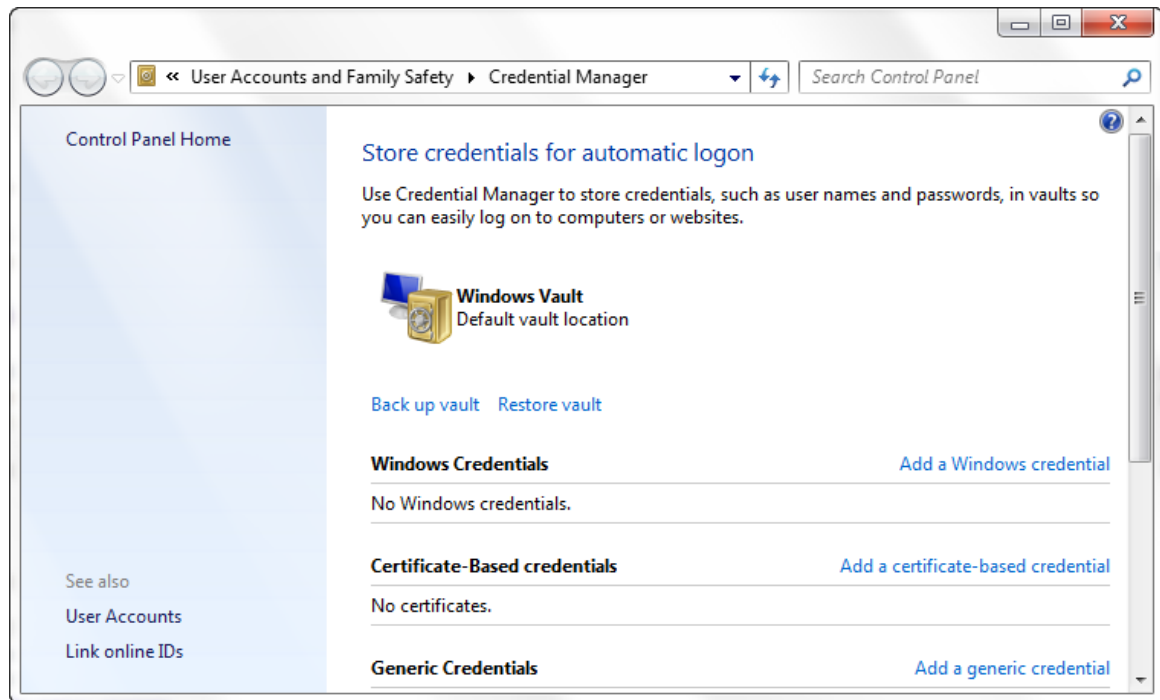 « User Accounts and Family Safety ▸ Credential Manager
Search Control Panel
Control Panel Home
Store credentials for automatic logon
Use Credential Manager to store credentials, such as user names and passwords, in vaults so
you can easily log on to computers or websites.
Windows Vault
Default vault location
Back up vault Restore vault
Windows Credentials Add a Windows credential
No Windows credentials.
Certificate-Based credentials Add a certificate-based credential
No certificates.
Generic Credentials Add a generic credential
See also
User Accounts
Link online IDs